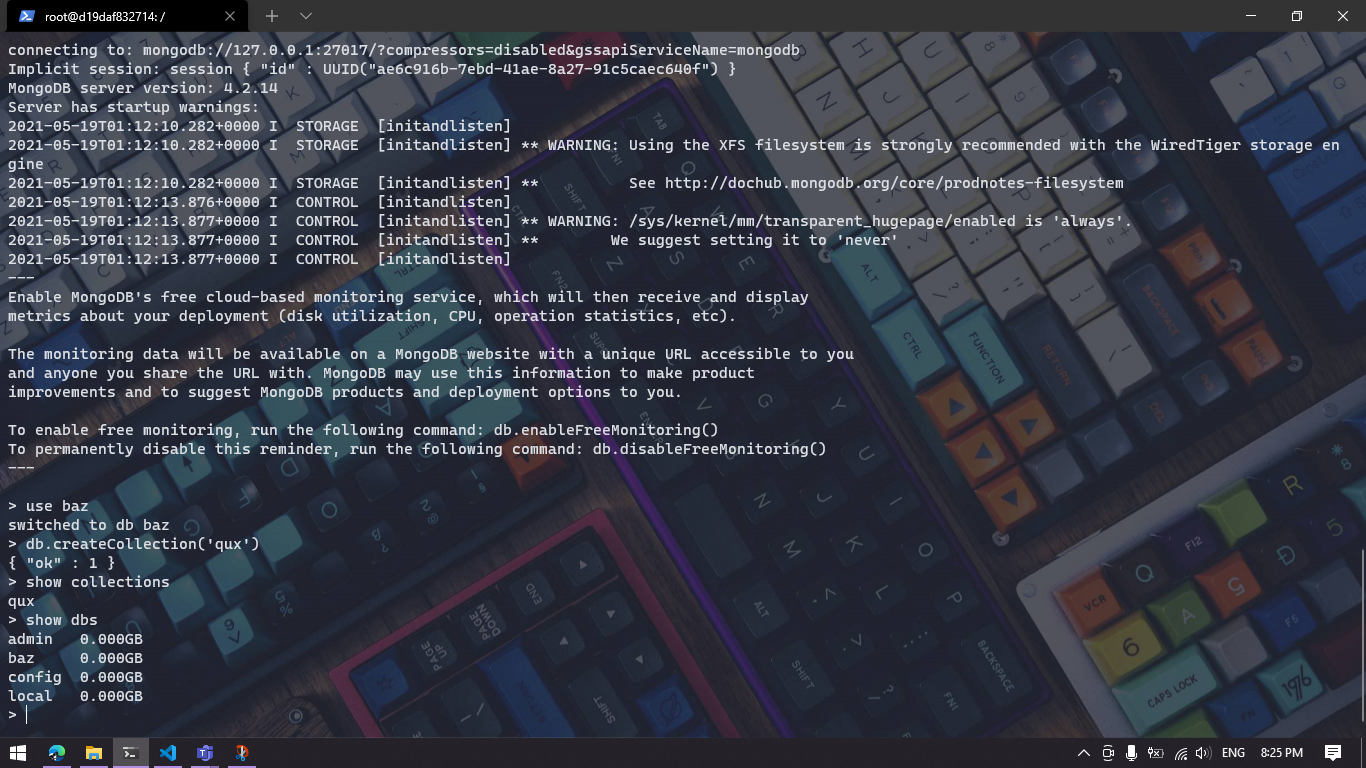 root@d19daf832714: /
connecting to: mongodb://127.0.0.1:27017/?compressors=disabled&gssapiServiceName=mongodb
Implicit session: session { "id" : UUID("ae6c916b-7ebd-41ae-8a27-91c5caec640f") }
MongoDB server version: 4.2.14
Server has startup warnings:
2021-05-19T01:12:10.282+0000 I  STORAGE  [initandlisten]
2021-05-19T01:12:10.282+0000 I  STORAGE  [initandlisten] ** WARNING: Using the XFS filesystem is strongly recommended with the WiredTiger storage en
gine
2021-05-19T01:12:10.282+0000 I  STORAGE  [initandlisten] **          See http://dochub.mongodb.org/core/prodnotes-filesystem
2021-05-19T01:12:13.876+0000 I  CONTROL  [initandlisten]
2021-05-19T01:12:13.877+0000 I  CONTROL  [initandlisten] ** WARNING: /sys/kernel/mm/transparent_hugepage/enabled is 'always'.
2021-05-19T01:12:13.877+0000 I  CONTROL  [initandlisten] **        We suggest setting it to 'never'
2021-05-19T01:12:13.877+0000 I  CONTROL  [initandlisten]
---
Enable MongoDB's free cloud-based monitoring service, which will then receive and display
metrics about your deployment (disk utilization, CPU, operation statistics, etc).
The monitoring data will be available on a MongoDB website with a unique URL accessible to you
and anyone you share the URL with. MongoDB may use this information to make product
improvements and to suggest MongoDB products and deployment options to you.
To enable free monitoring, run the following command: db.enableFreeMonitoring()
To permanently disable this reminder, run the following command: db.disableFreeMonitoring()
---
> use baz
switched to db baz
> db.createCollection('qux')
{ "ok" : 1 }
> show collections
qux
> show dbs
admin   0.000GB
baz     0.000GB
config  0.000GB
local   0.000GB
>
ENG
8:25 PM